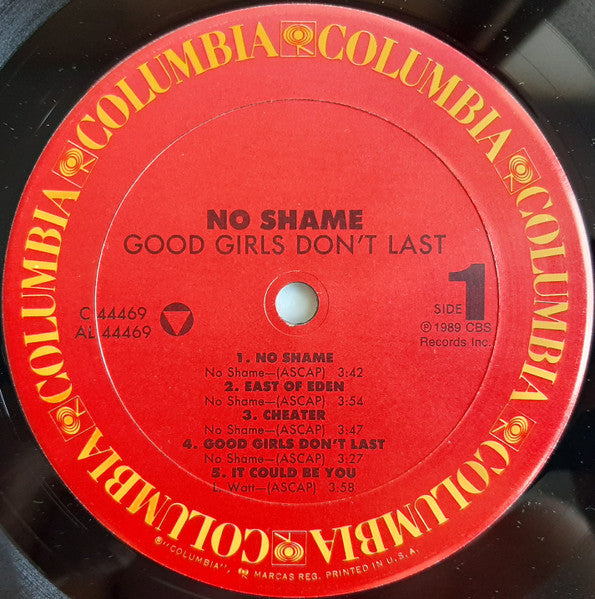 COLUMBIA COLUMBIA COLUMBIA COLUMBIA COLUMBIA COLUMBIA COLUMBIA COLUMBIA
NO SHAME
GOOD GIRLS DON'T LAST
C 44469
AL 44469
SIDE 1
℗ 1989 CBS
Records Inc.
1. NO SHAME
No Shame—(ASCAP) 3:42
2. EAST OF EDEN
No Shame—(ASCAP) 3:54
3. CHEATER
No Shame—(ASCAP) 3:47
4. GOOD GIRLS DON'T LAST
No Shame—(ASCAP) 3:27
5. IT COULD BE YOU
L. Watt—(ASCAP) 3:58
®"COLUMBIA", MARCAS REG. PRINTED IN U.S.A.